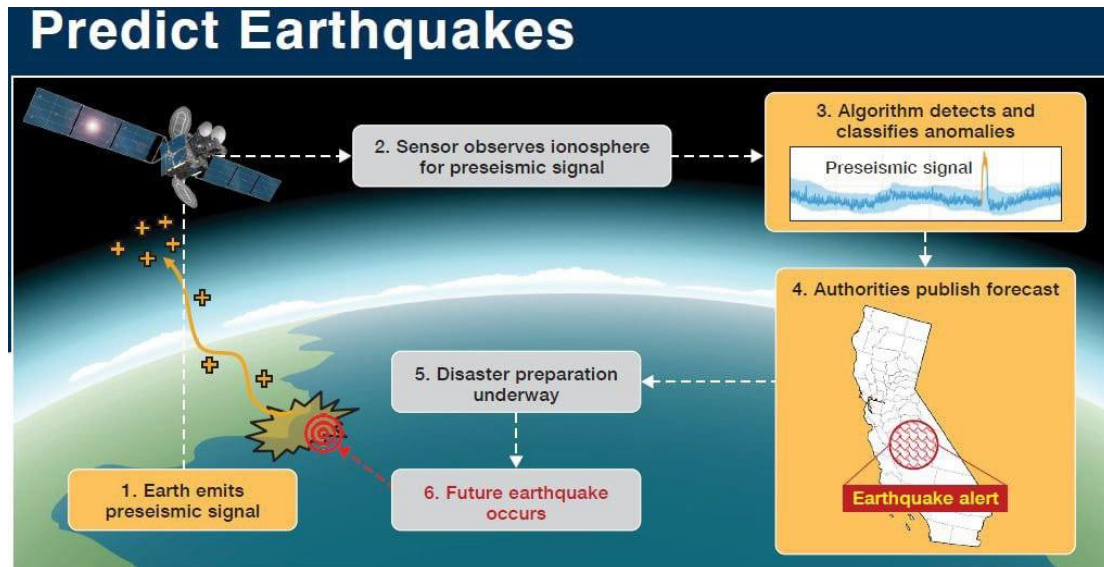 Predict Earthquakes
1. Earth emits
preseismic signal
2. Sensor observes ionosphere
for preseismic signal
3. Algorithm detects and
classifies anomalies
Preseismic signal
4. Authorities publish forecast
Earthquake alert
5. Disaster preparation
underway
6. Future earthquake
occurs